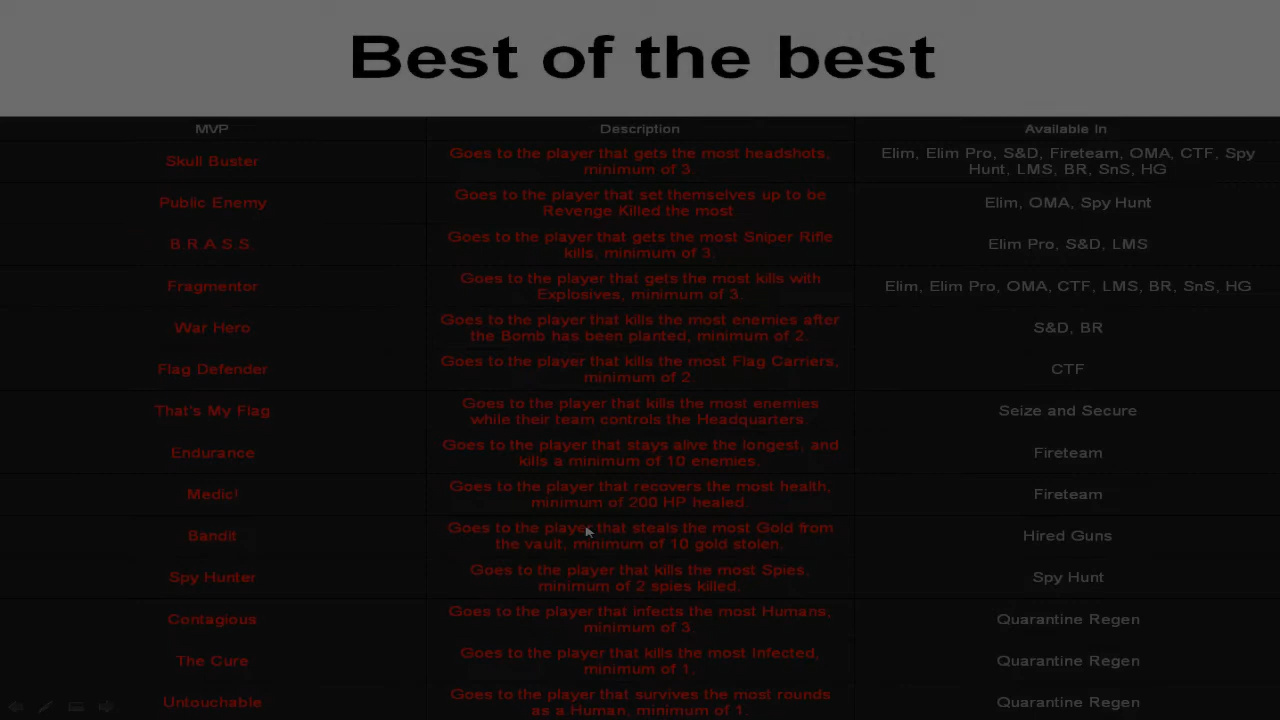 Best of the best
MVP Description Available In
Skull Buster
Goes to the player that gets the most headshots,
minimum of 3.
Elim, Elim Pro, S&D, Fireteam, OMA, CTF, Spy
Hunt, LMS, BR, SnS, HG
Public Enemy
Goes to the player that set themselves up to be
Revenge Killed the most
Elim, OMA, Spy Hunt
B.R.A.S.S.
Goes to the player that gets the most Sniper Rifle
kills, minimum of 3.
Elim Pro, S&D, LMS
Fragmentor
Goes to the player that gets the most kills with
Explosives, minimum of 3.
Elim, Elim Pro, OMA, CTF, LMS, BR, SnS, HG
War Hero
Goes to the player that kills the most enemies after
the Bomb has been planted, minimum of 2.
S&D, BR
Flag Defender
Goes to the player that kills the most Flag Carriers,
minimum of 2
CTF
That's My Flag
Goes to the player that kills the most enemies
while their team controls the Headquarters.
Seize and Secure
Endurance
Goes to the player that stays alive the longest, and
kills a minimum of 10 enemies.
Fireteam
Medic!
Goes to the player that recovers the most health,
minimum of 200 HP healed.
Fireteam
Bandit
Goes to the player that steals the most Gold from
the vault, minimum of 10 gold stolen.
Hired Guns
Spy Hunter
Goes to the player that kills the most Spies,
minimum of 2 spies killed.
Spy Hunt
Contagious
Goes to the player that infects the most Humans,
minimum of 3.
Quarantine Regen
The Cure
Goes to the player that kills the most Infected,
minimum of 1.
Quarantine Regen
Untouchable
Goes to the player that survives the most rounds
as a Human, minimum of 1.
Quarantine Regen